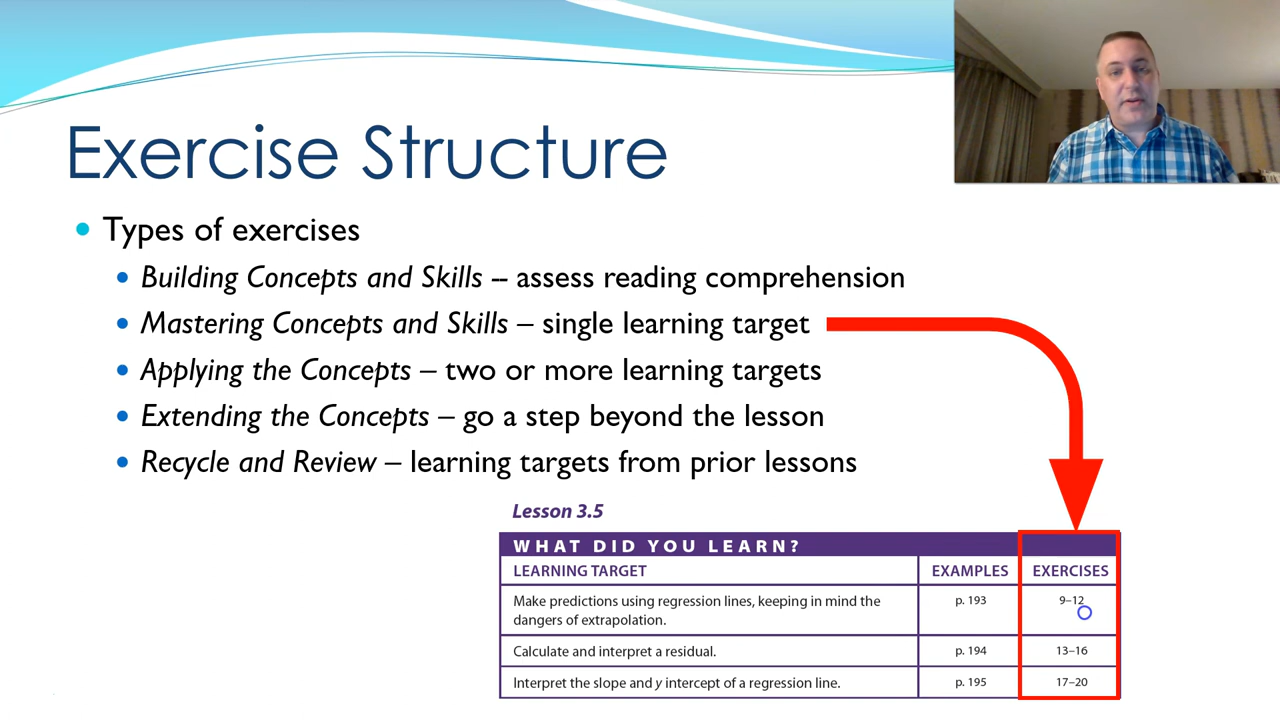 Exercise Structure
Types of exercises
Building Concepts and Skills -- assess reading comprehension
Mastering Concepts and Skills – single learning target
Applying the Concepts – two or more learning targets
Extending the Concepts – go a step beyond the lesson
Recycle and Review – learning targets from prior lessons
Lesson 3.5
WHAT DID YOU LEARN?
LEARNING TARGET EXAMPLES EXERCISES
Make predictions using regression lines, keeping in mind the p. 193 9–12
dangers of extrapolation.
Calculate and interpret a residual. p. 194 13–16
Interpret the slope and y intercept of a regression line. p. 195 17–20